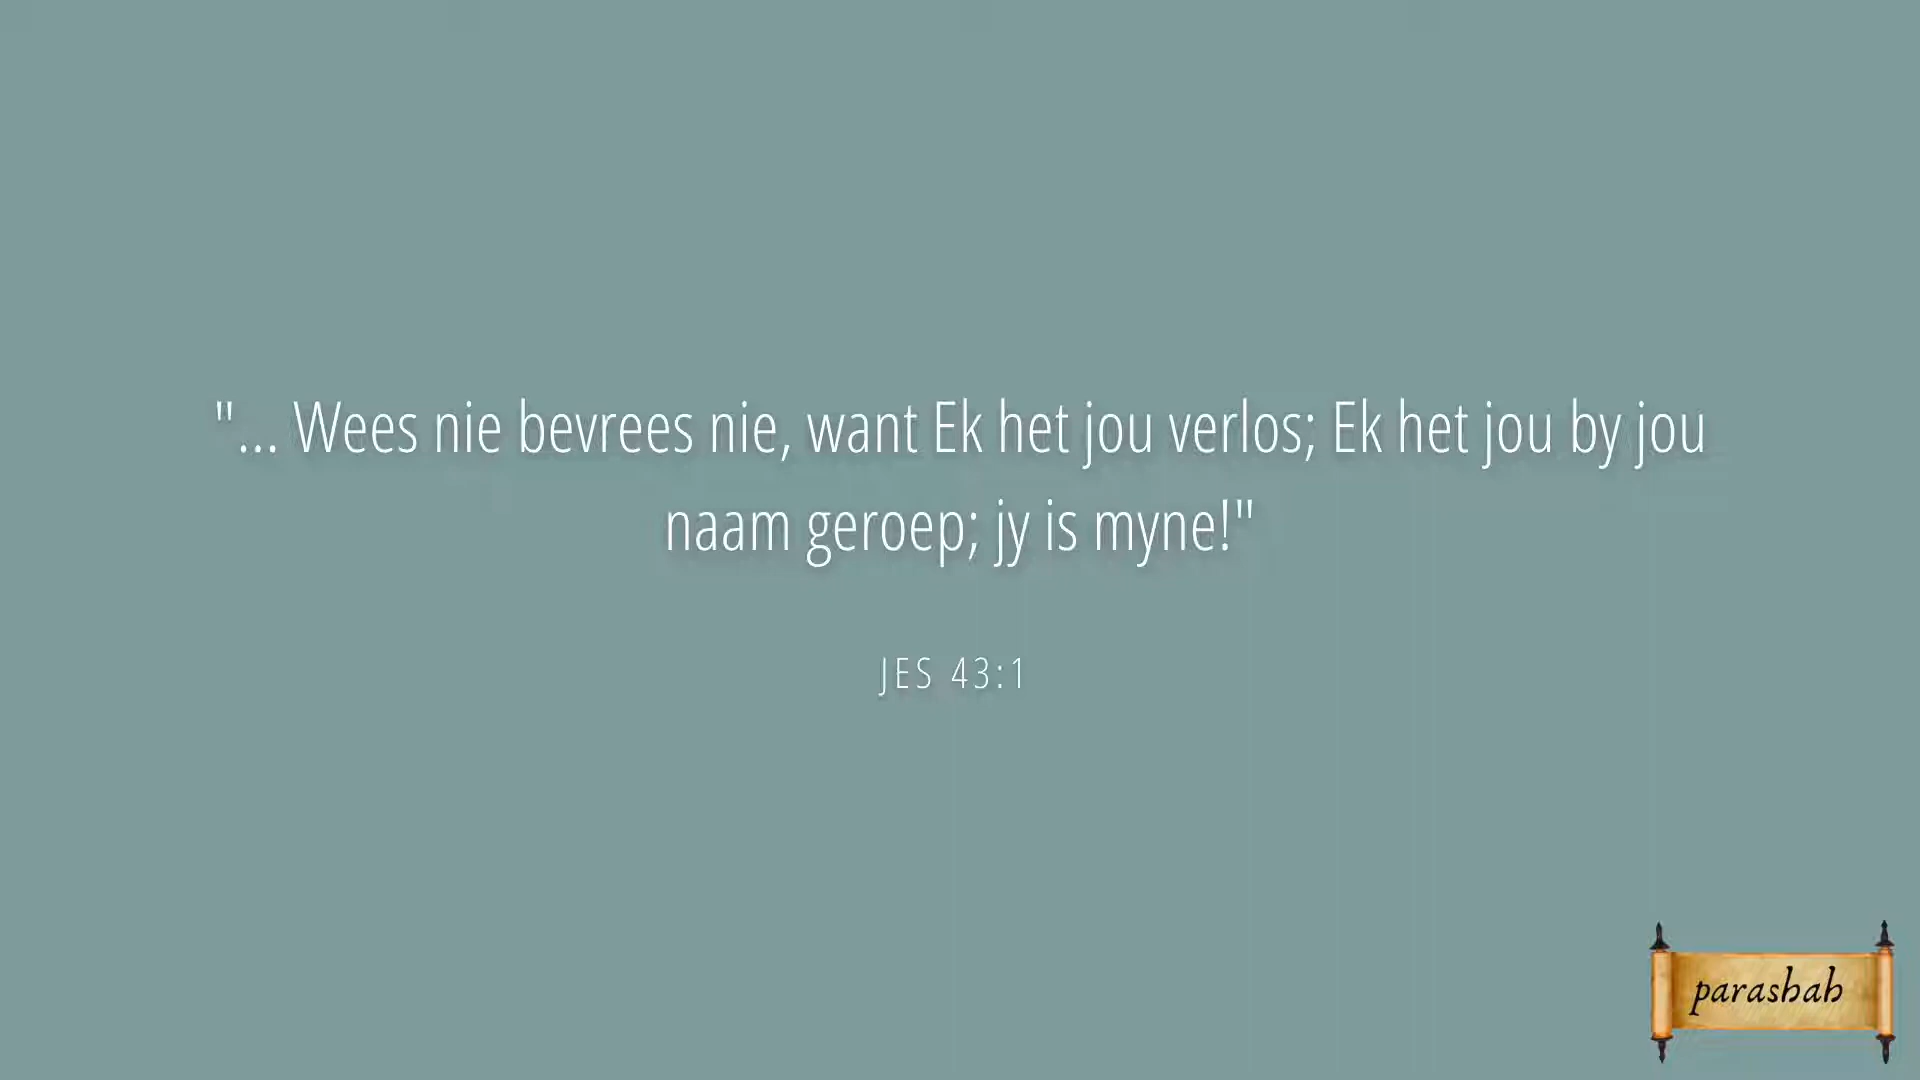 "... Wees nie bevrees nie, want Ek het jou verlos; Ek het jou by jou
naam geroep; jy is myne!"
JES 43:1
parashah